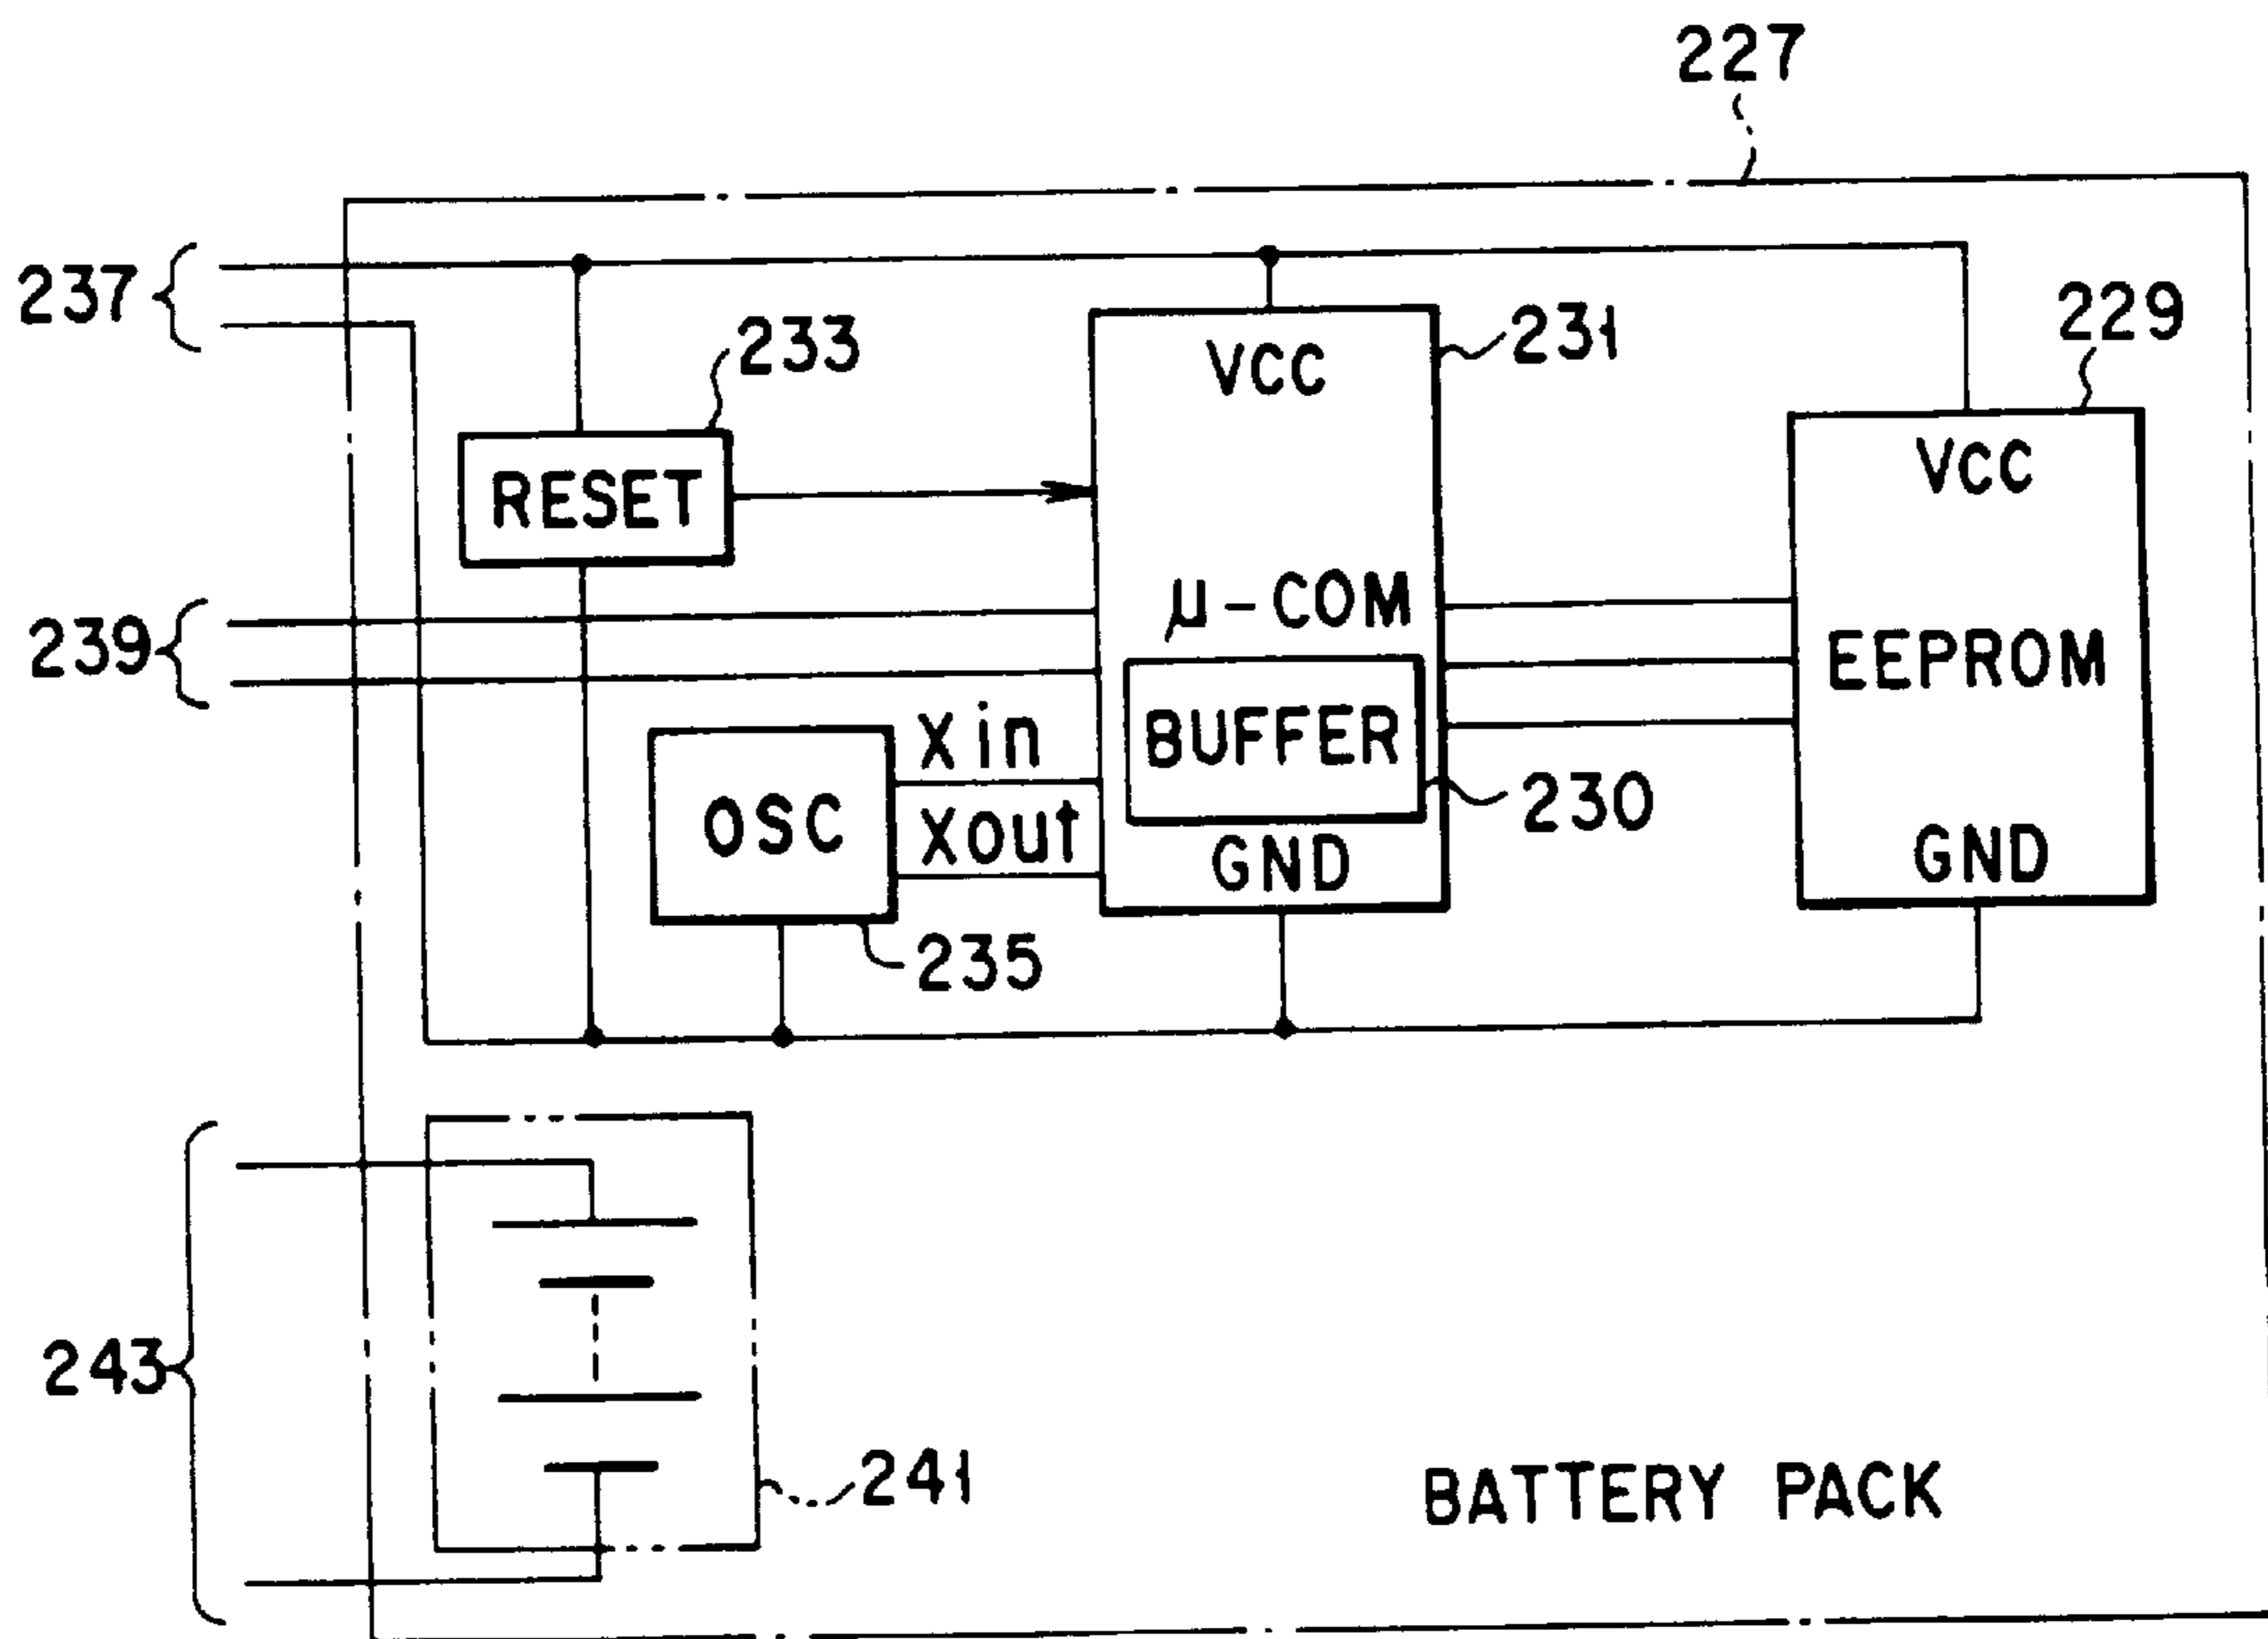 227
237
233
VCC
231
229
RESET
VCC
239
μ-COM
EEPROM
Xin
BUFFER
OSC
Xout
230
GND
GND
235
243
241
BATTERY PACK